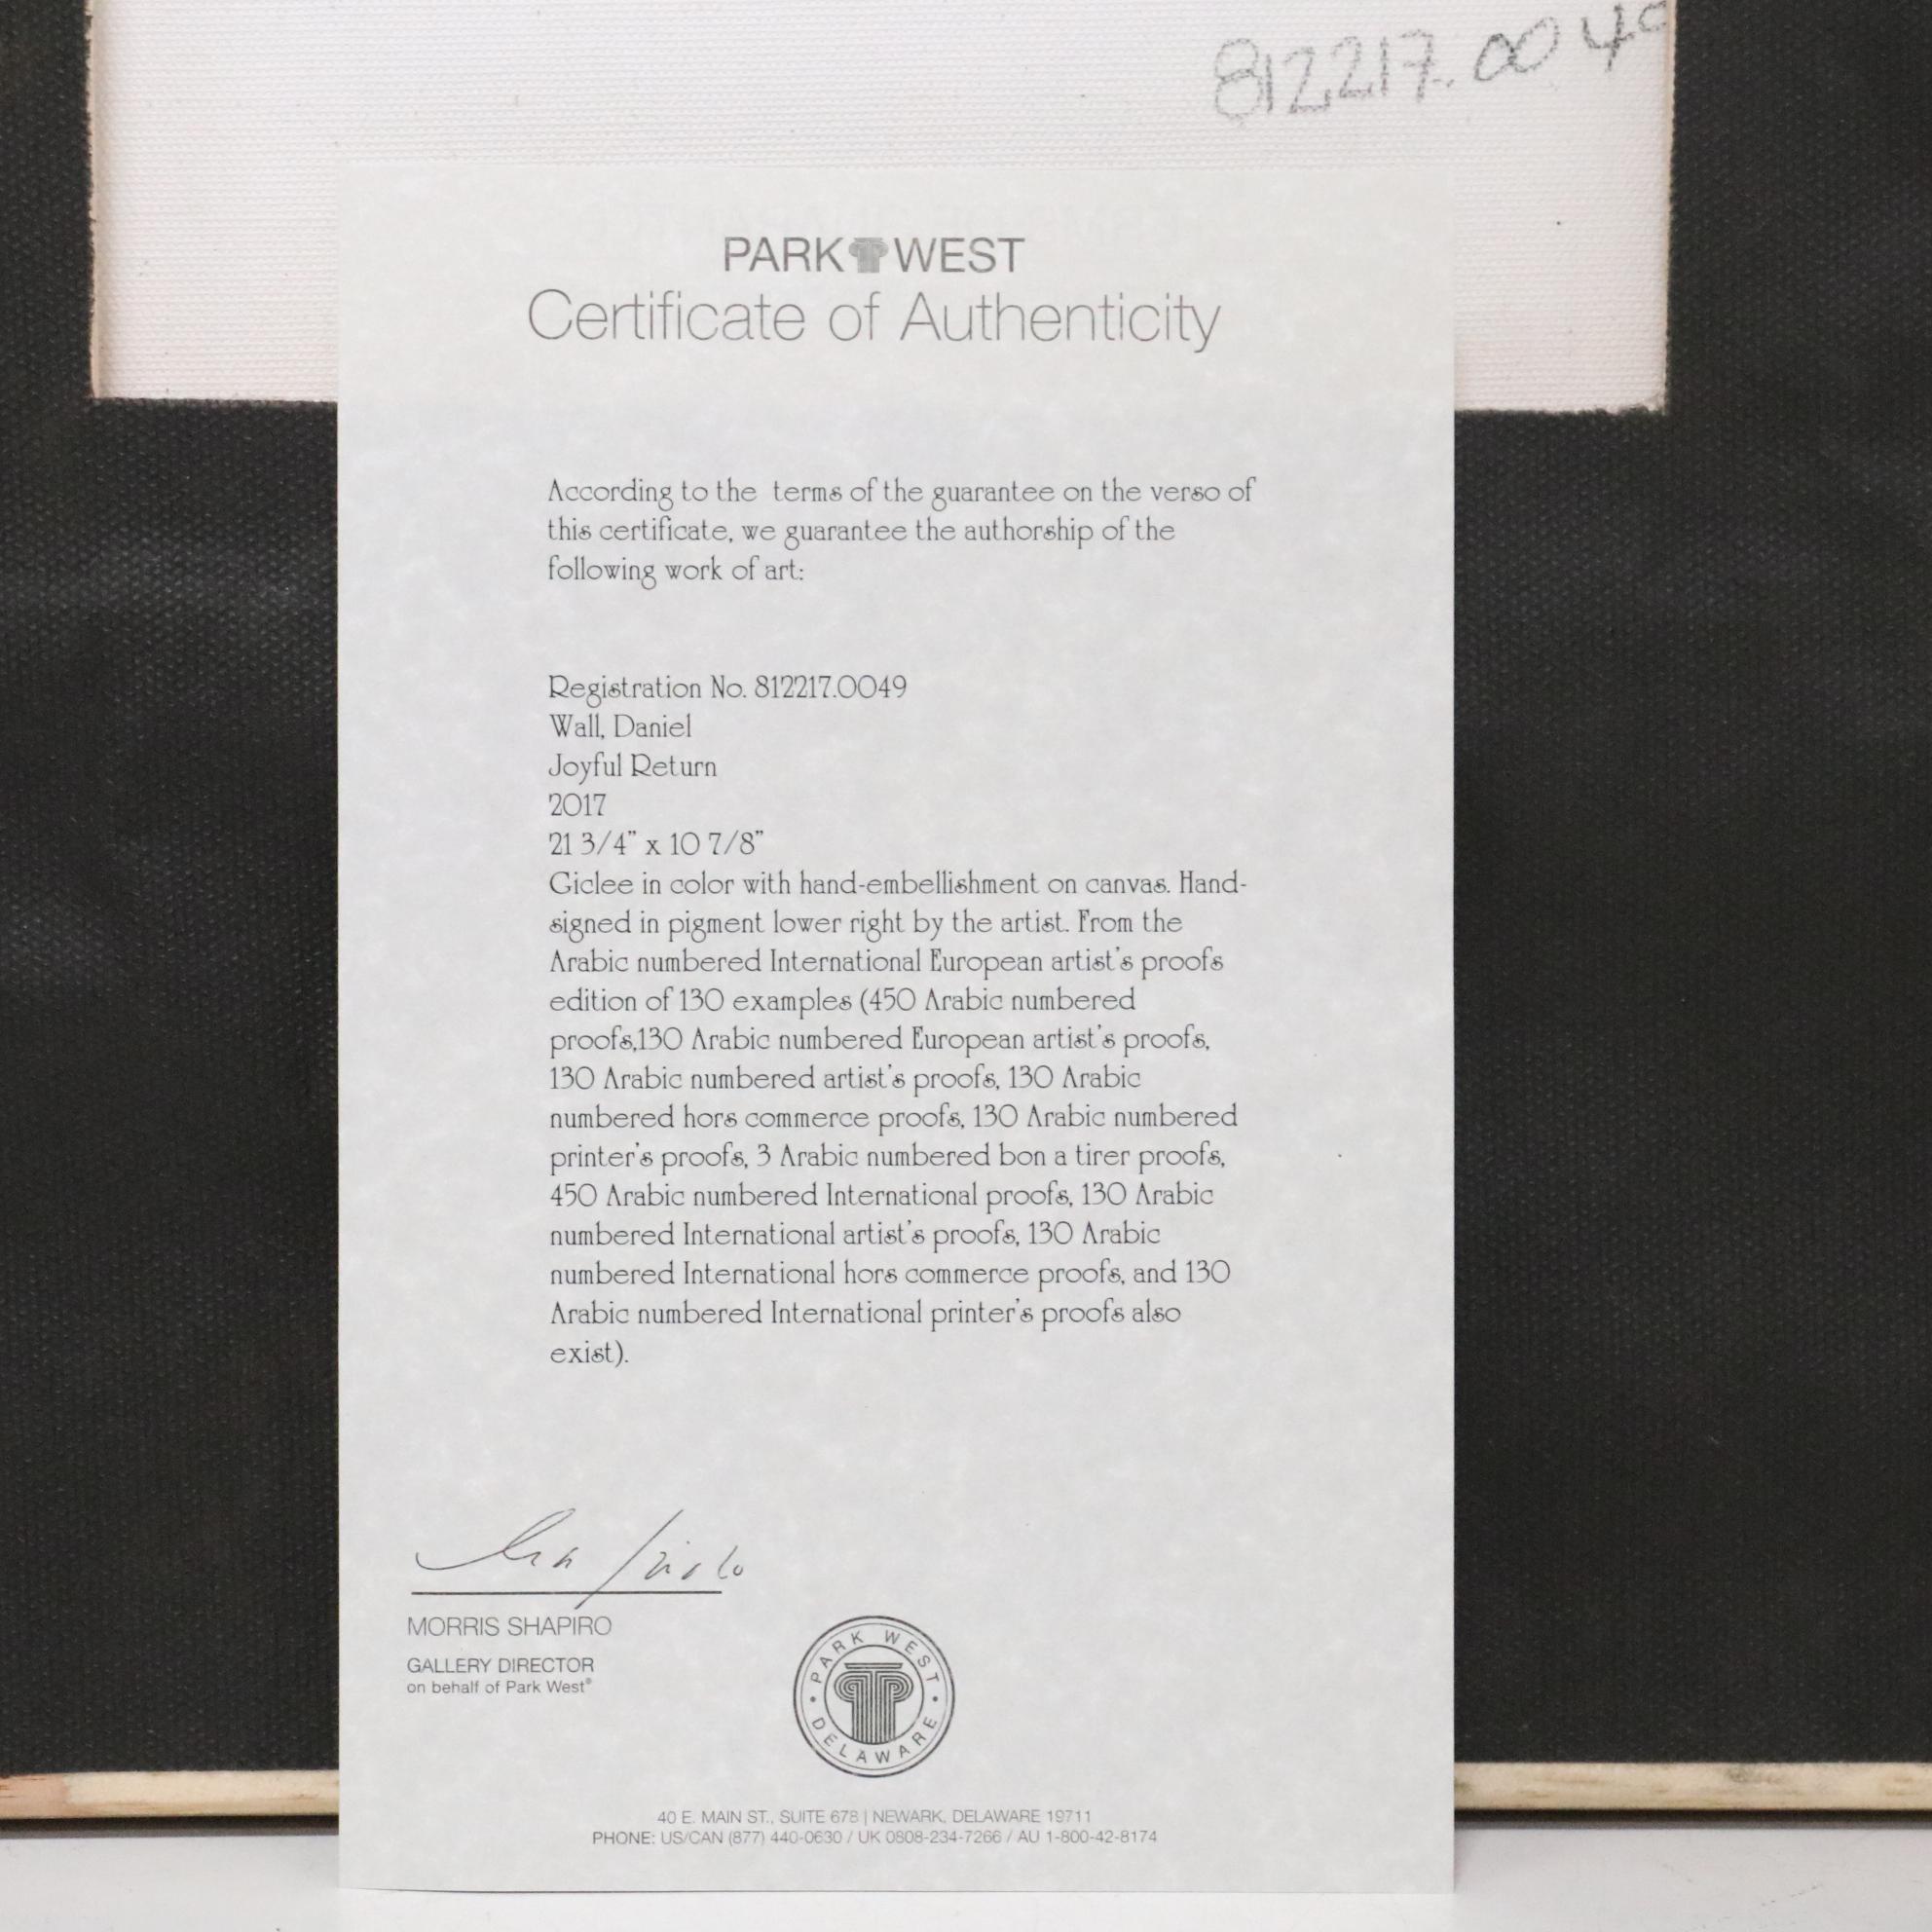 812217.004
PARK WEST
Certificate of Authenticity
According to the terms of the guarantee on the verso of
this certificate, we guarantee the authorship of the
following work of art:
Registration No. 812217.0049
Wall, Daniel
Joyful Return
2017
21 3/4” x 10 7/8”
Giclee in color with hand-embellishment on canvas. Hand-
signed in pigment lower right by the artist. From the
Arabic numbered International European artist's proofs
edition of 130 examples (450 Arabic numbered
proofs,130 Arabic numbered European artist's proofs,
130 Arabic numbered artist's proofs, 130 Arabic
numbered hors commerce proofs, 130 Arabic numbered
printer's proofs, 3 Arabic numbered bon a tirer proofs,
450 Arabic numbered International proofs, 130 Arabic
numbered International artist's proofs, 130 Arabic
numbered International hors commerce proofs, and 130
Arabic numbered International printer's proofs also
exist).
MORRIS SHAPIRO
GALLERY DIRECTOR
on behalf of Park West®
PARK WEST
• DELAWARE •
40 E. MAIN ST., SUITE 678 | NEWARK, DELAWARE 19711
PHONE: US/CAN (877) 440-0630 / UK 0808-234-7266 / AU 1-800-42-8174